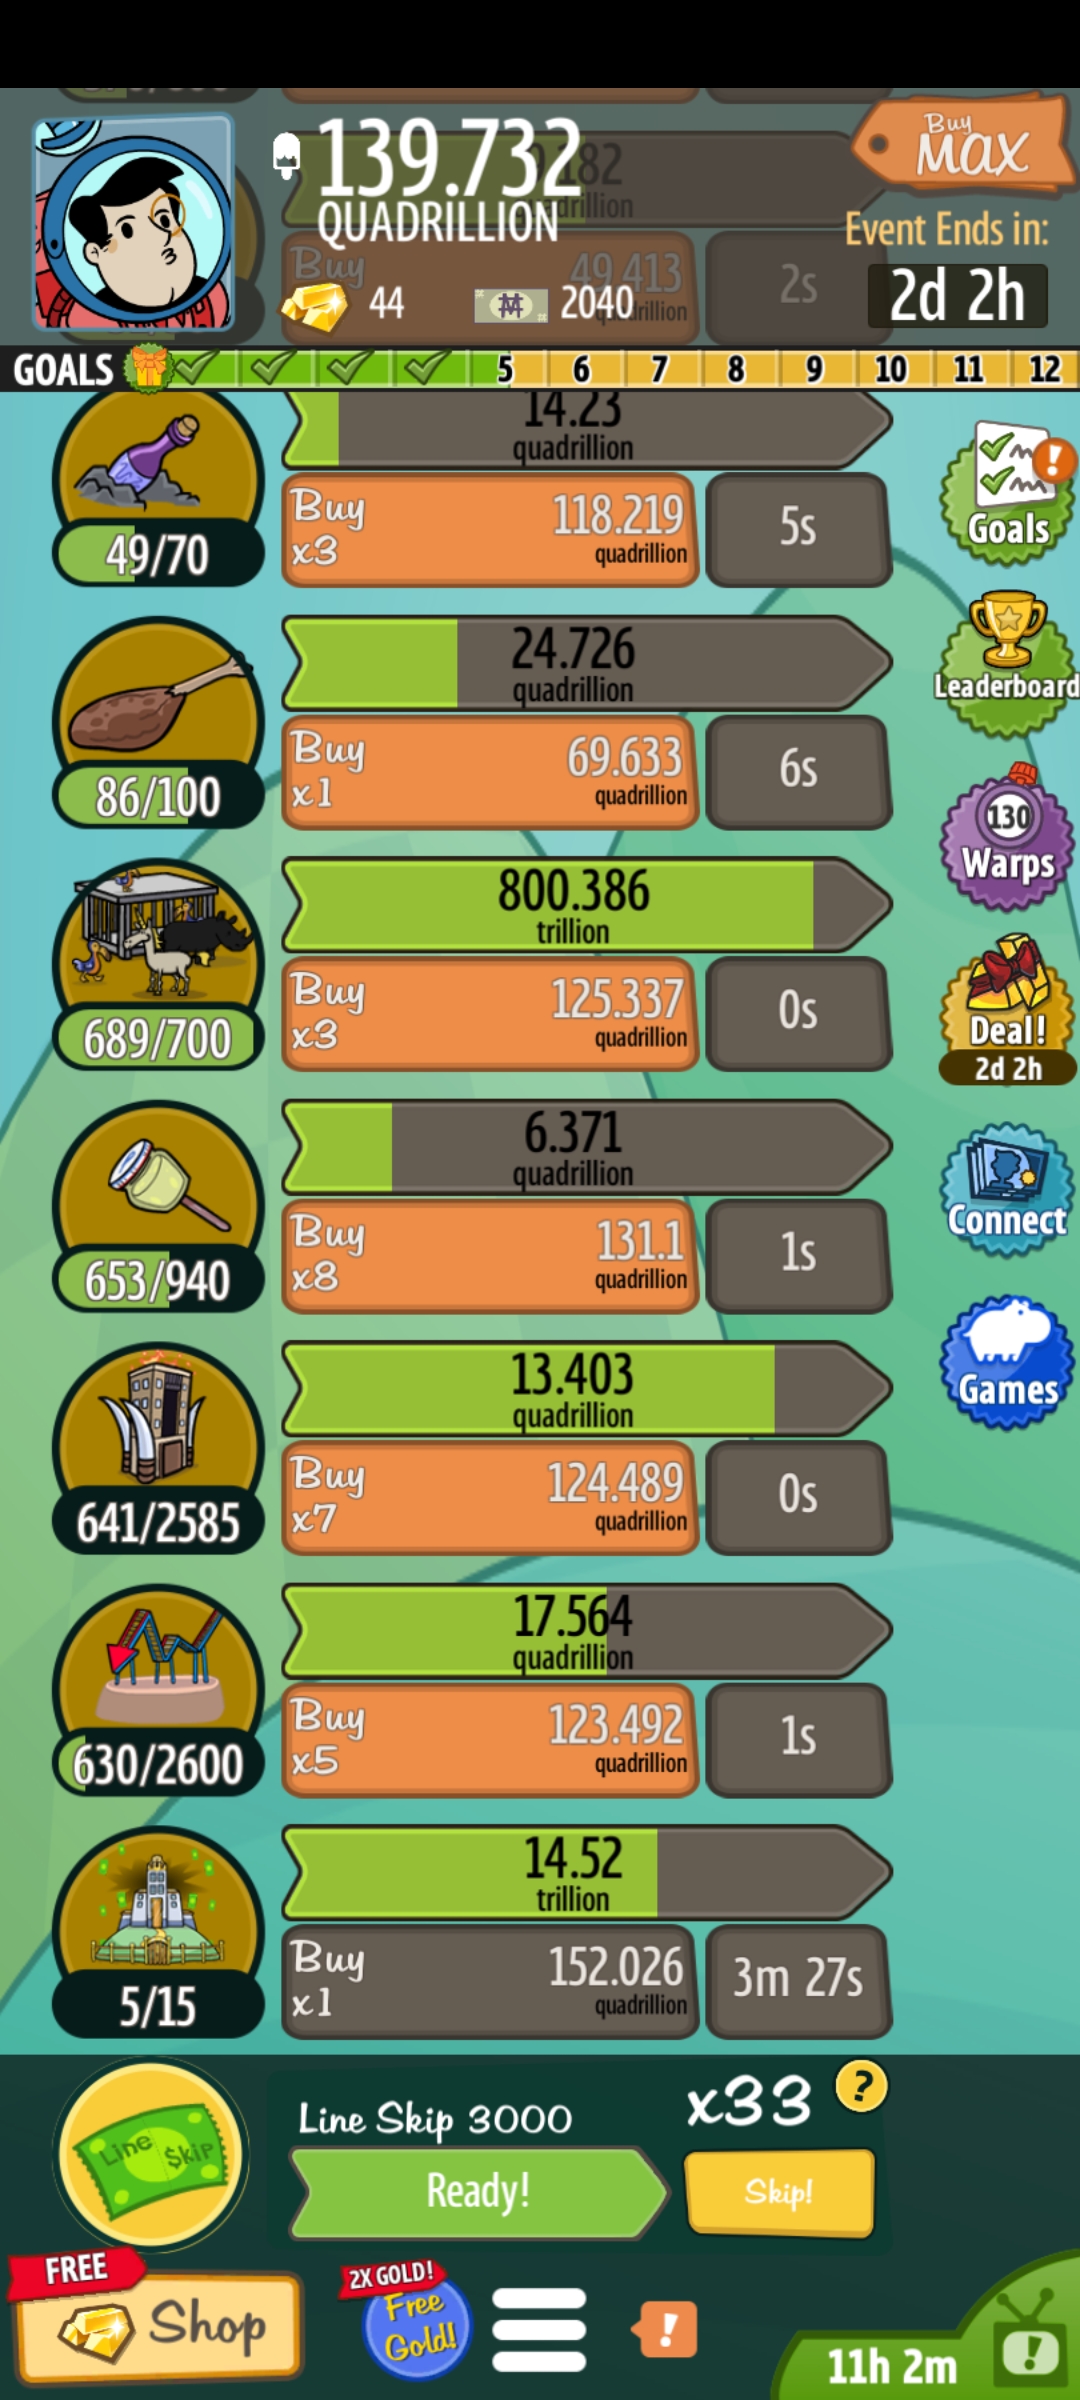 139.732
QUADRILLION
Buy
MAX
Event Ends in:
2d 2h
Buy
49.413
2s
44
2040
GOALS
5
6
7
8
9
10
11
12
14.23
quadrillion
Buy
x3
118.219
quadrillion
5s
49/70
Goals
24.726
quadrillion
Buy
x1
69.633
quadrillion
6s
86/100
Leaderboard
800.386
trillion
Buy
x3
125.337
quadrillion
0s
689/700
130
Warps
Deal!
2d 2h
6.371
quadrillion
Buy
x8
131.1
quadrillion
1s
653/940
Connect
13.403
quadrillion
Buy
x7
124.489
quadrillion
0s
641/2585
Games
17.564
quadrillion
Buy
x5
123.492
quadrillion
1s
630/2600
14.52
trillion
Buy
x1
152.026
quadrillion
3m 27s
5/15
Line Skip 3000
x33
?
Line $kip
Ready!
Skip!
FREE
Shop
2X GOLD!
Free
Gold!
!
11h 2m
!